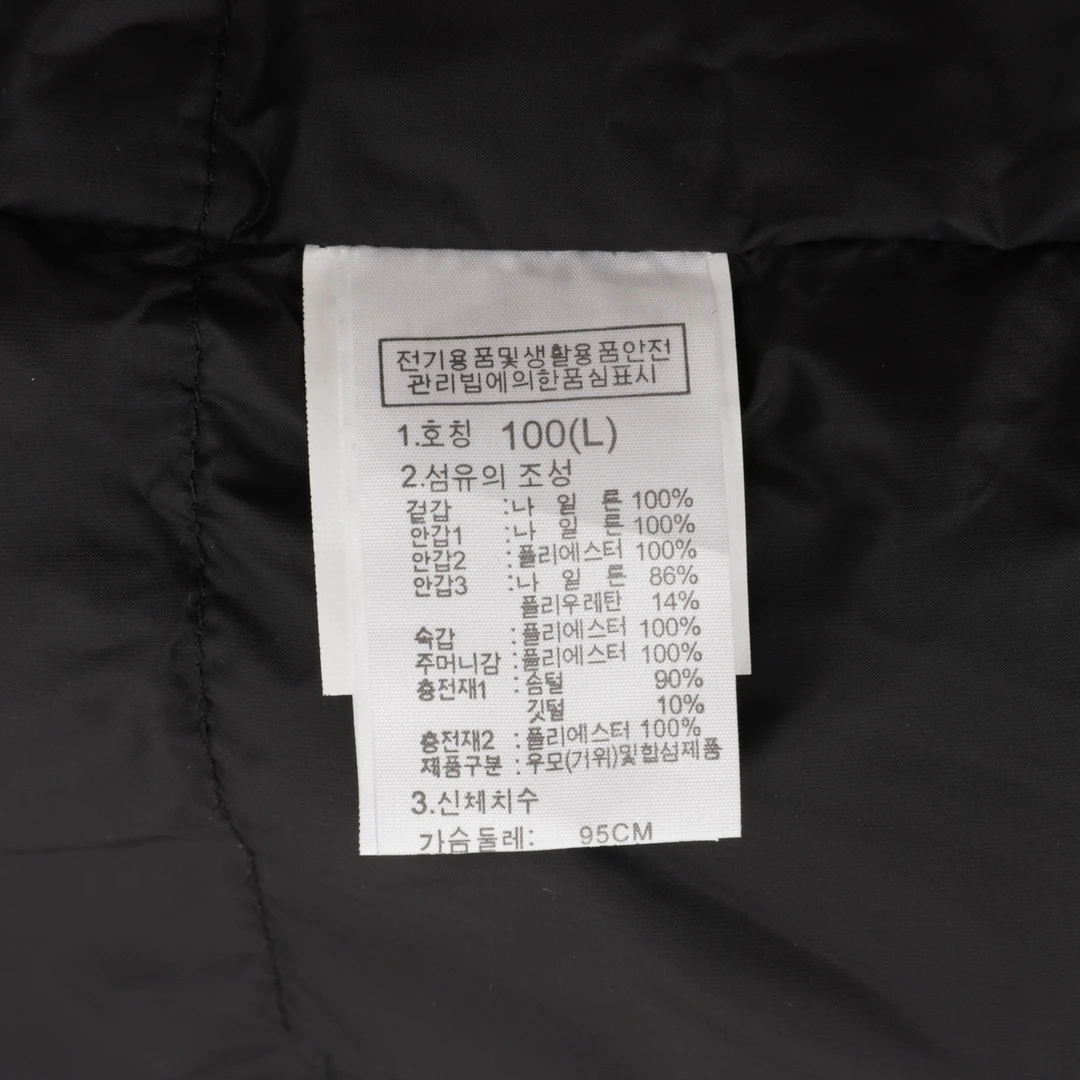 전기용품및생활용품안전
관리법에의한품심표시
1.호칭 100(L)
2.섬유의 조성
겉감 :나 일 론 100%
안감1 :나 일 론 100%
안감2 :폴리에스터 100%
안감3 :나 일 론 86%
폴리우레탄 14%
속감 :폴리에스터 100%
주머니감 :폴리에스터 100%
충전재1 :솜털 90%
깃털 10%
충전재2 :폴리에스터 100%
제품구분 :우모(거위)및합섬제품
3.신체치수
가슴둘레: 95CM